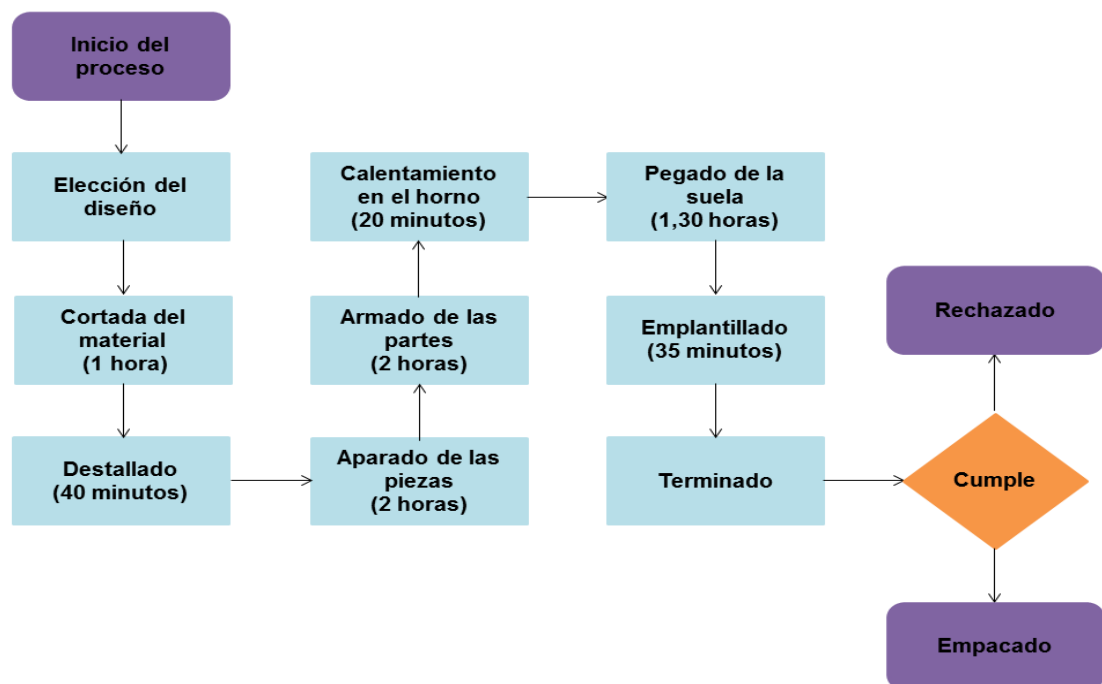 Inicio del
proceso
Elección del
diseño
Cortada del
material
(1 hora)
Destallado
(40 minutos)
Aparado de las
piezas
(2 horas)
Armado de las
partes
(2 horas)
Calentamiento
en el horno
(20 minutos)
Pegado de la
suela
(1,30 horas)
Emplantillado
(35 minutos)
Terminado
Cumple
Rechazado
Empacado